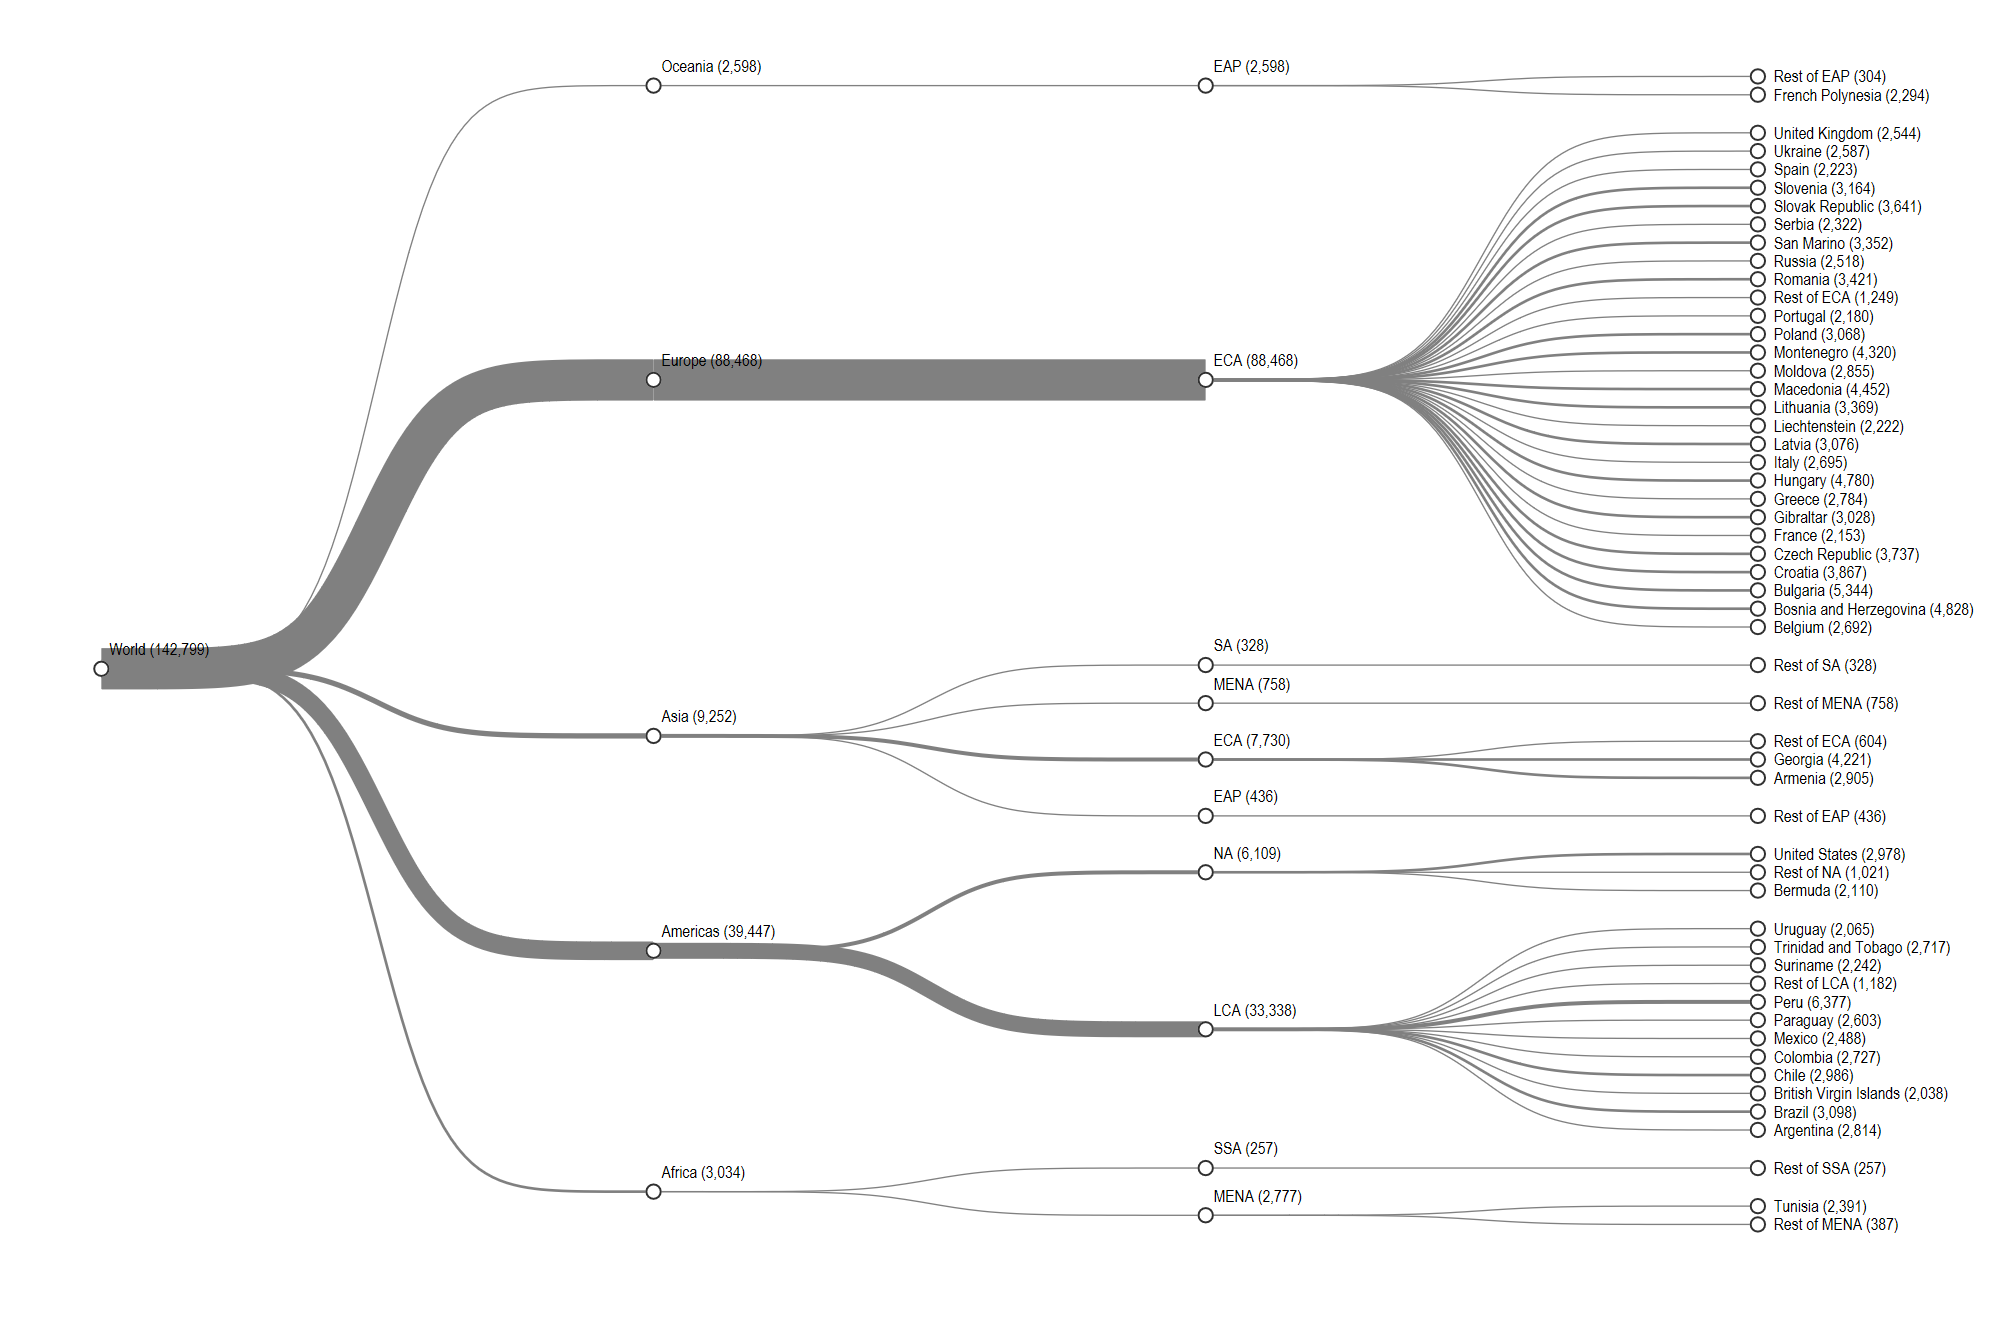 World (142,799)
Oceania (2,598)
EAP (2,598)
Rest of EAP (304)
French Polynesia (2,294)
Europe (88,468)
ECA (88,468)
United Kingdom (2,544)
Ukraine (2,587)
Spain (2,223)
Slovenia (3,164)
Slovak Republic (3,641)
Serbia (2,322)
San Marino (3,352)
Russia (2,518)
Romania (3,421)
Rest of ECA (1,249)
Portugal (2,180)
Poland (3,068)
Montenegro (4,320)
Moldova (2,855)
Macedonia (4,452)
Lithuania (3,369)
Liechtenstein (2,222)
Latvia (3,076)
Italy (2,695)
Hungary (4,780)
Greece (2,784)
Gibraltar (3,028)
France (2,153)
Czech Republic (3,737)
Croatia (3,867)
Bulgaria (5,344)
Bosnia and Herzegovina (4,828)
Belgium (2,692)
Asia (9,252)
SA (328)
Rest of SA (328)
MENA (758)
Rest of MENA (758)
ECA (7,730)
Rest of ECA (604)
Georgia (4,221)
Armenia (2,905)
EAP (436)
Rest of EAP (436)
Americas (39,447)
NA (6,109)
United States (2,978)
Rest of NA (1,021)
Bermuda (2,110)
LCA (33,338)
Uruguay (2,065)
Trinidad and Tobago (2,717)
Suriname (2,242)
Rest of LCA (1,182)
Peru (6,377)
Paraguay (2,603)
Mexico (2,488)
Colombia (2,727)
Chile (2,986)
British Virgin Islands (2,038)
Brazil (3,098)
Argentina (2,814)
Africa (3,034)
SSA (257)
Rest of SSA (257)
MENA (2,777)
Tunisia (2,391)
Rest of MENA (387)